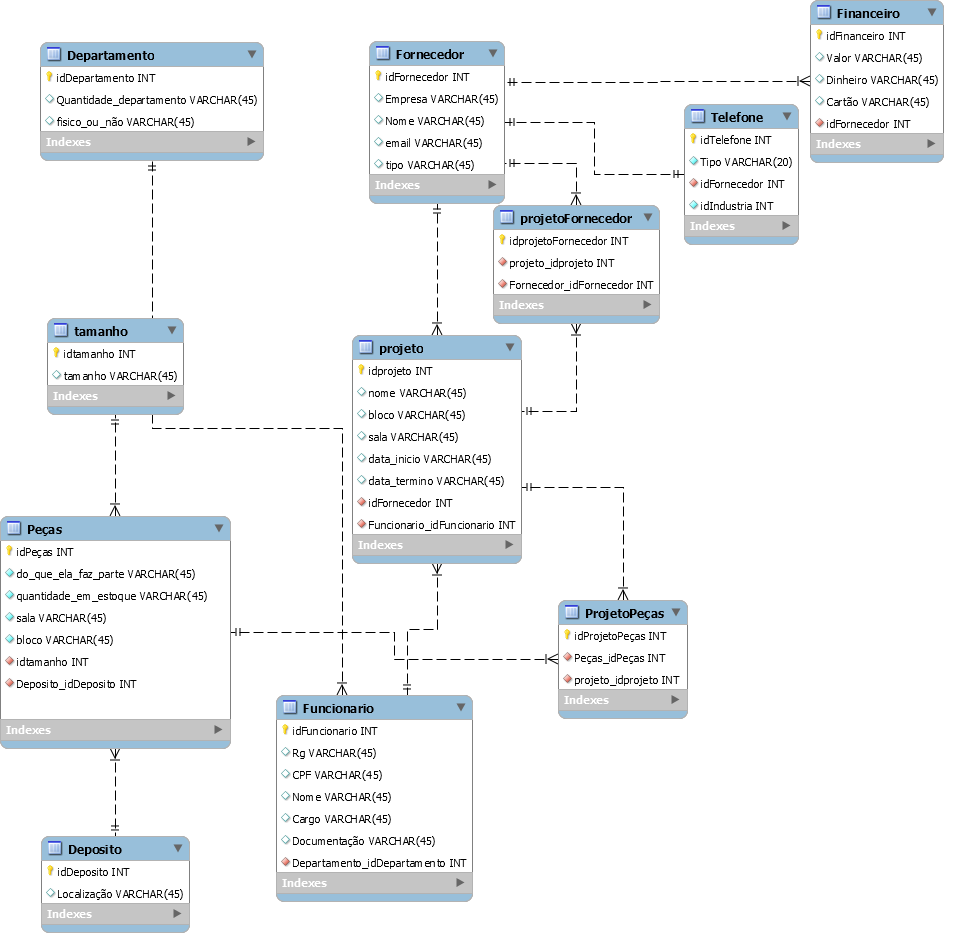 Departamento
idDepartamento INT
Quantidade_departamento VARCHAR(45)
fisico_ou_não VARCHAR(45)
Indexes
Fornecedor
idFornecedor INT
Empresa VARCHAR(45)
Nome VARCHAR(45)
email VARCHAR(45)
tipo VARCHAR(45)
Indexes
Financeiro
idFinanceiro INT
Valor VARCHAR(45)
Dinheiro VARCHAR(45)
Cartão VARCHAR(45)
idFornecedor INT
Indexes
Telefone
idTelefone INT
Tipo VARCHAR(20)
idFornecedor INT
idIndustria INT
Indexes
projetoFornecedor
idprojetoFornecedor INT
projeto_idprojeto INT
Fornecedor_idFornecedor INT
Indexes
tamanho
idtamanho INT
tamanho VARCHAR(45)
Indexes
projeto
idprojeto INT
nome VARCHAR(45)
bloco VARCHAR(45)
sala VARCHAR(45)
data_inicio VARCHAR(45)
data_termino VARCHAR(45)
idFornecedor INT
Funcionario_idFuncionario INT
Indexes
Peças
idPeças INT
do_que_ela_faz_parte VARCHAR(45)
quantidade_em_estoque VARCHAR(45)
sala VARCHAR(45)
bloco VARCHAR(45)
idtamanho INT
Deposito_idDeposito INT
Indexes
ProjetoPeças
idProjetoPeças INT
Peças_idPeças INT
projeto_idprojeto INT
Indexes
Funcionario
idFuncionario INT
Rg VARCHAR(45)
CPF VARCHAR(45)
Nome VARCHAR(45)
Cargo VARCHAR(45)
Documentação VARCHAR(45)
Departamento_idDepartamento INT
Indexes
Deposito
idDeposito INT
Localização VARCHAR(45)
Indexes